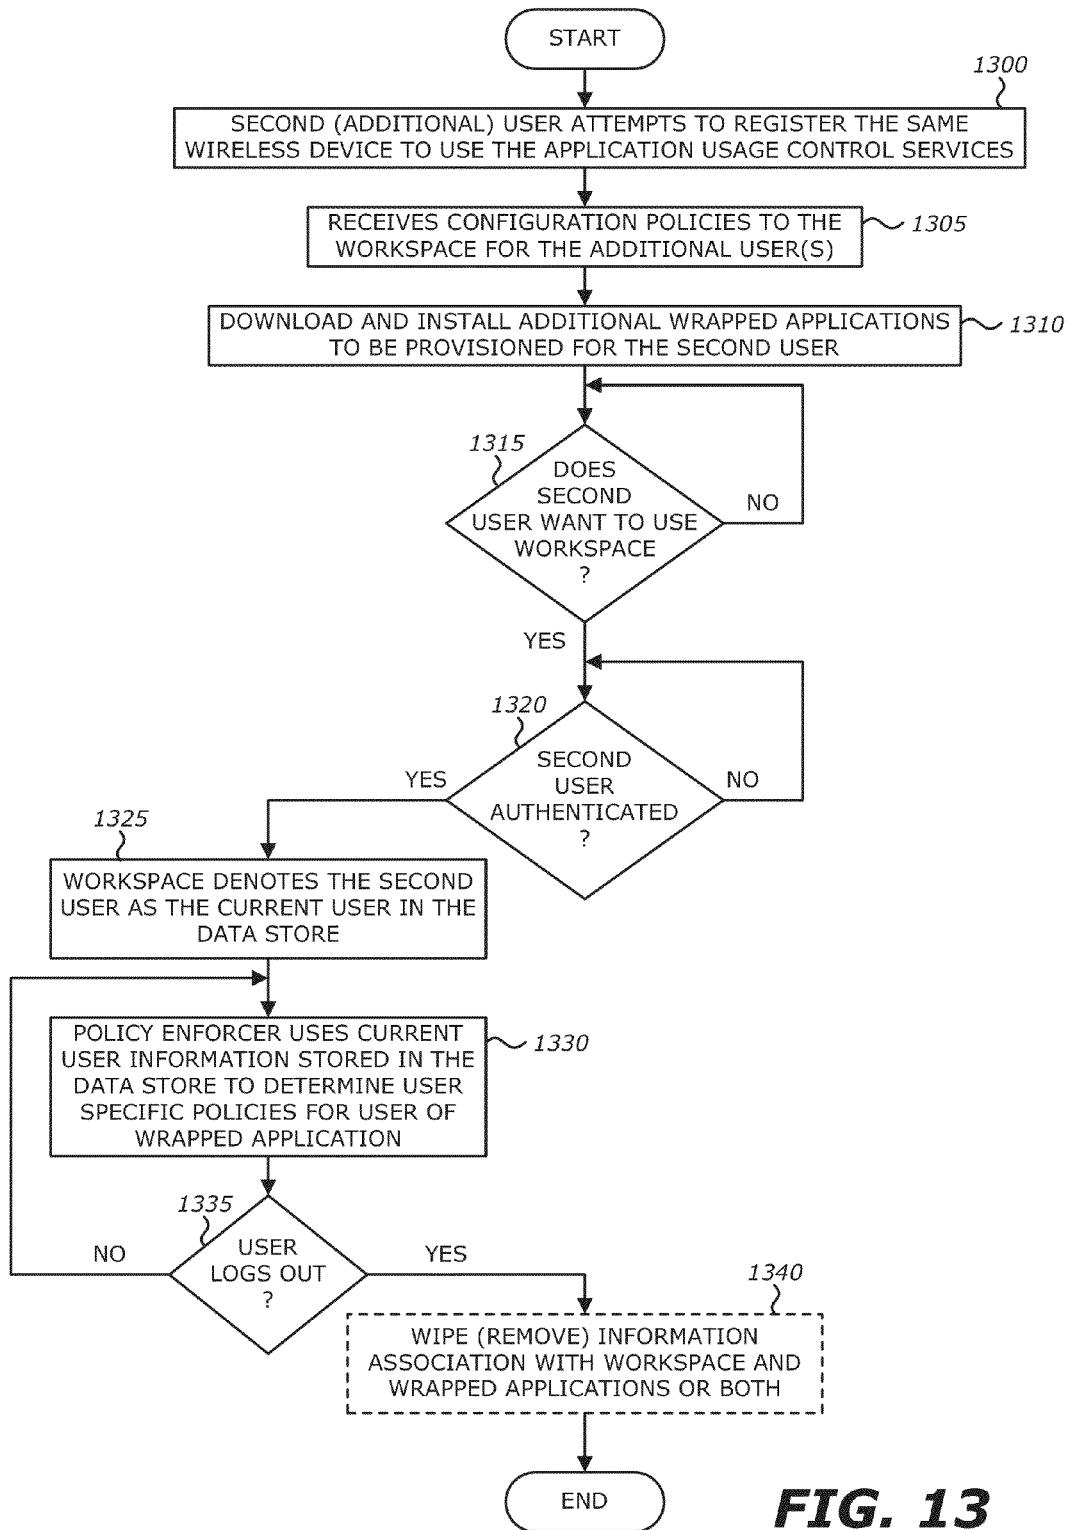 START
1300
SECOND (ADDITIONAL) USER ATTEMPTS TO REGISTER THE SAME
WIRELESS DEVICE TO USE THE APPLICATION USAGE CONTROL SERVICES
RECEIVES CONFIGURATION POLICIES TO THE
WORKSPACE FOR THE ADDITIONAL USER(S)
1305
DOWNLOAD AND INSTALL ADDITIONAL WRAPPED APPLICATIONS
TO BE PROVISIONED FOR THE SECOND USER
1310
1315
DOES
SECOND
USER WANT TO USE
WORKSPACE
?
NO
YES
1320
SECOND
USER
AUTHENTICATED
?
YES
NO
1325
WORKSPACE DENOTES THE SECOND
USER AS THE CURRENT USER IN THE
DATA STORE
POLICY ENFORCER USES CURRENT
USER INFORMATION STORED IN THE
DATA STORE TO DETERMINE USER
SPECIFIC POLICIES FOR USER OF
WRAPPED APPLICATION
1330
1335
USER
LOGS OUT
?
NO
YES
1340
WIPE (REMOVE) INFORMATION
ASSOCIATION WITH WORKSPACE AND
WRAPPED APPLICATIONS OR BOTH
END
FIG. 13